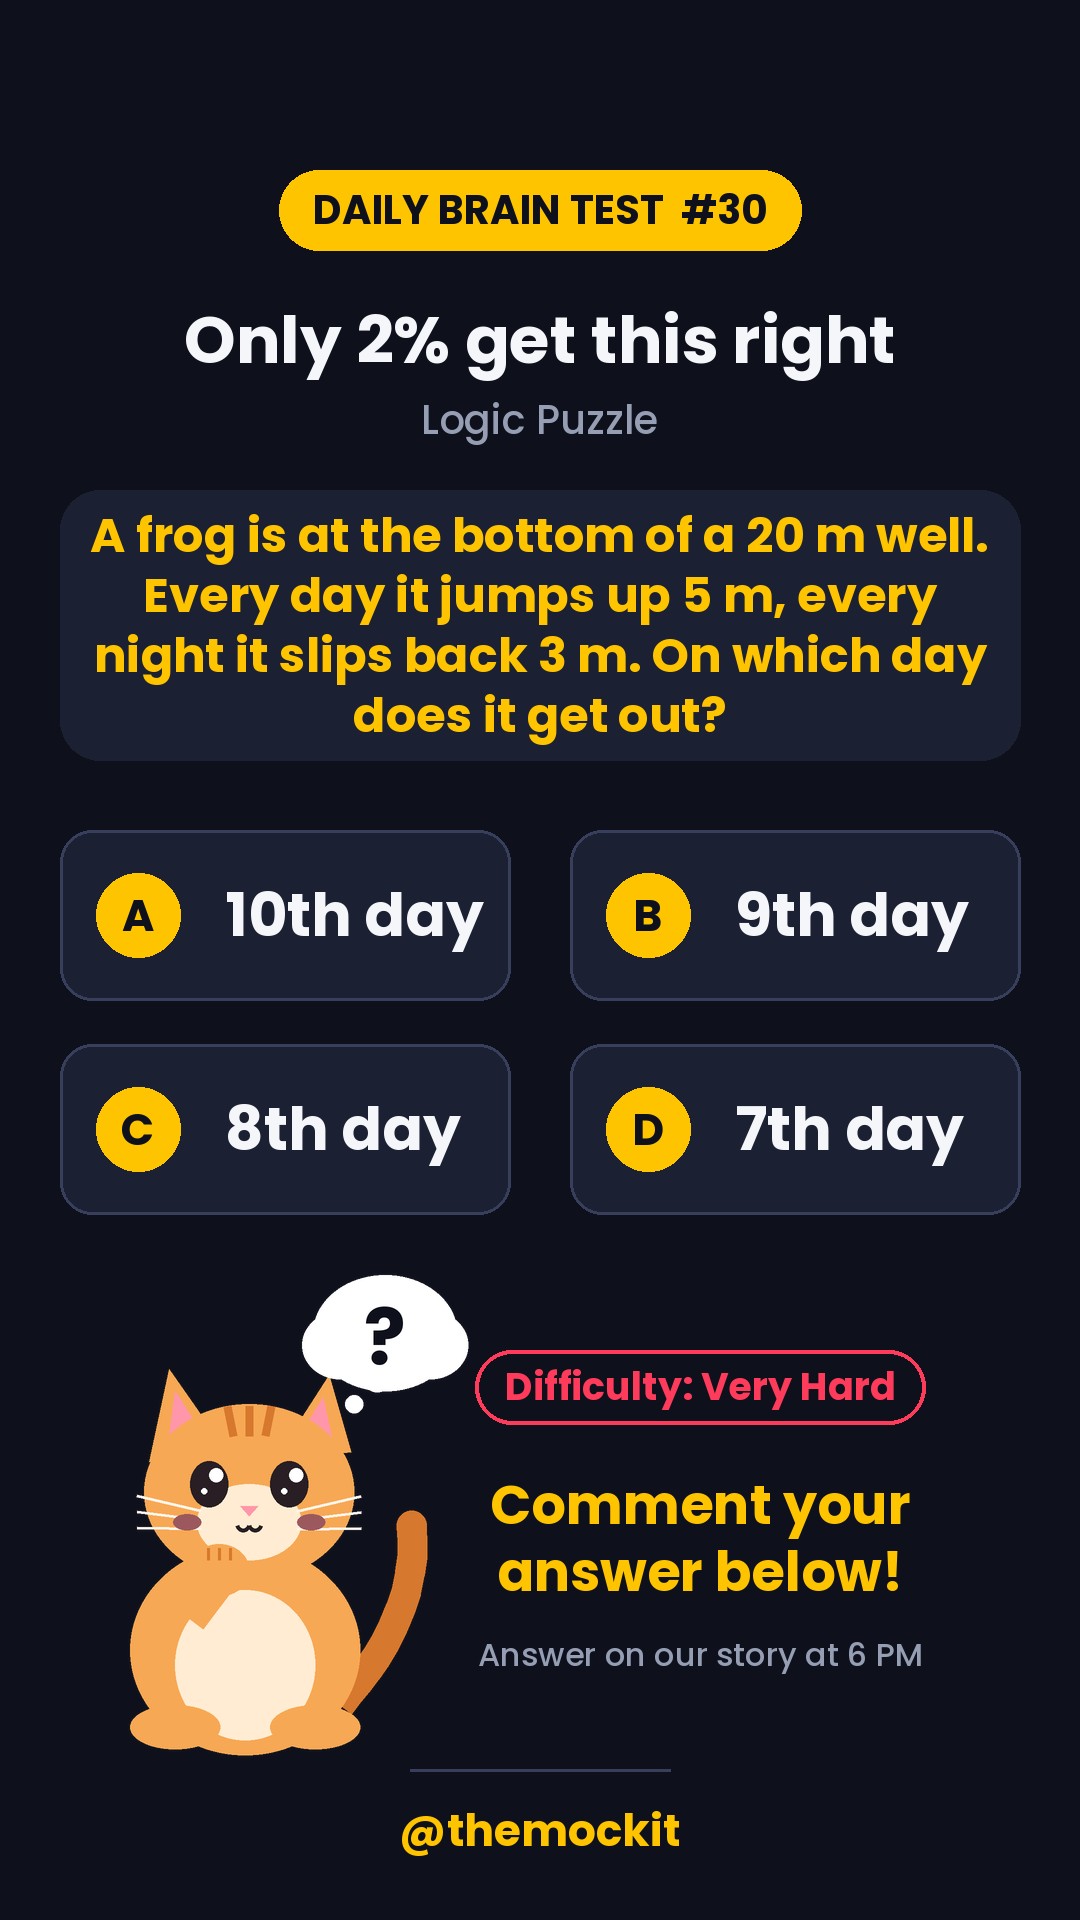 DAILY BRAIN TEST #30
Only 2% get this right
Logic Puzzle
A frog is at the bottom of a 20 m well.
Every day it jumps up 5 m, every
night it slips back 3 m. On which day
does it get out?
A 10th day
B 9th day
C 8th day
D 7th day
?
Difficulty: Very Hard
Comment your
answer below!
Answer on our story at 6 PM
@themockit